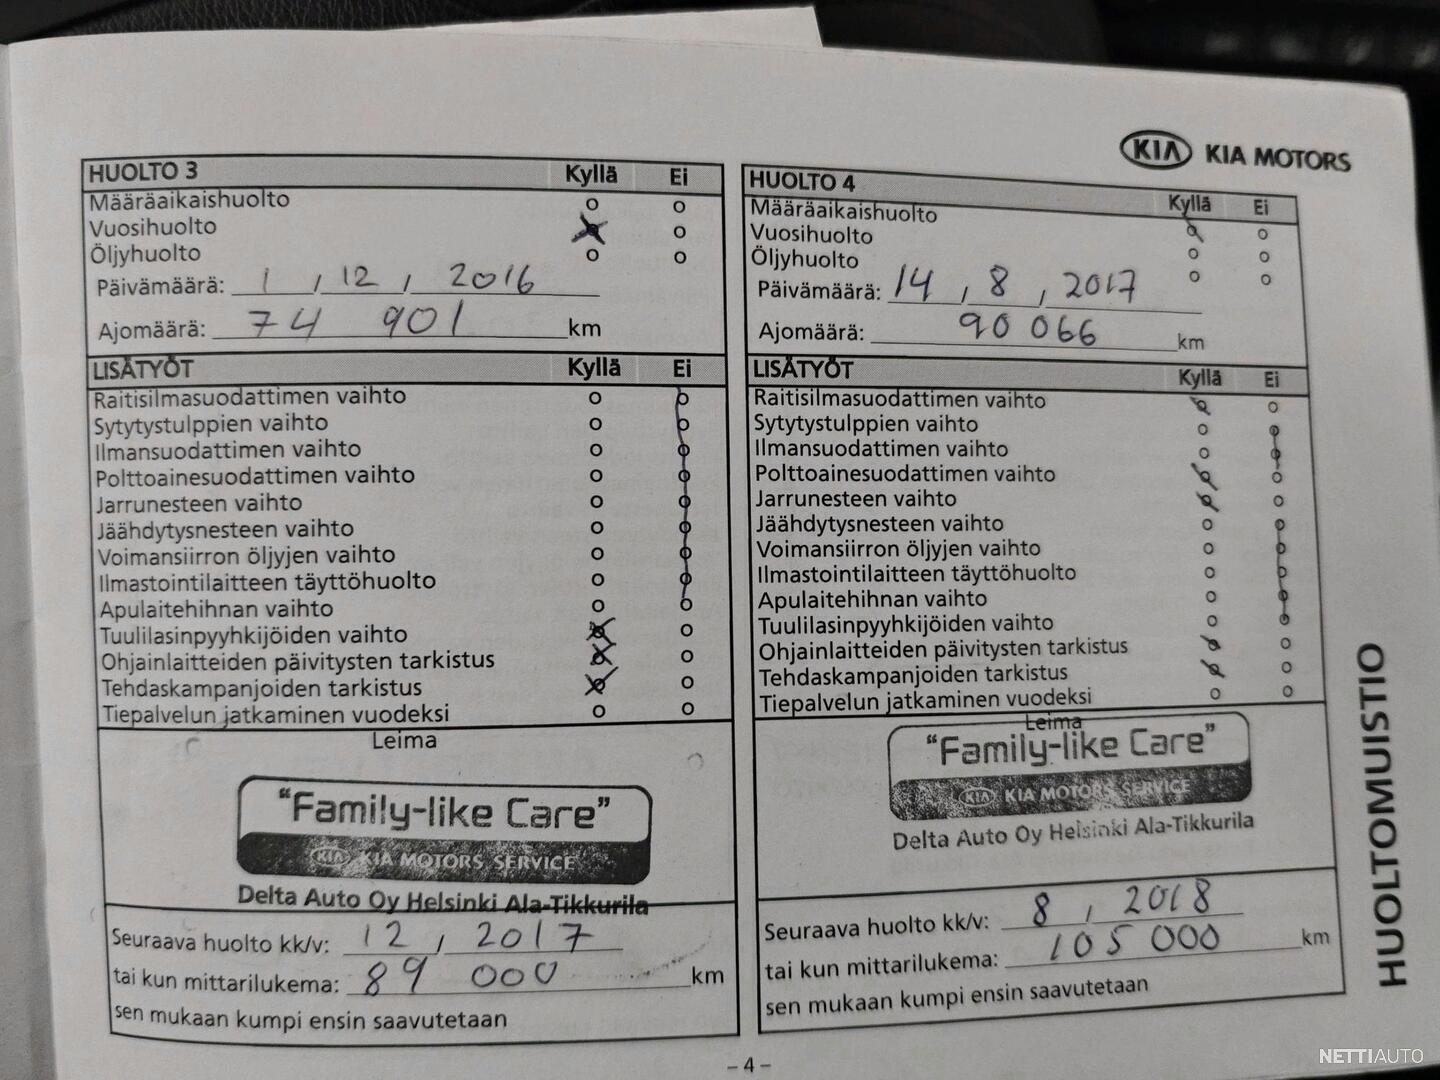 KIA KIA MOTORS
HUOLTO 3 Kyllä Ei
Määräaikaishuolto
Vuosihuolto
Öljyhuolto
Päivämäärä: 1 , 12 , 2016
Ajomäärä: 74 901 km
LISÄTYÖT Kyllä Ei
Raitisilmasuodattimen vaihto
Sytytystulppien vaihto
Ilmansuodattimen vaihto
Polttoainesuodattimen vaihto
Jarrunesteen vaihto
Jäähdytysnesteen vaihto
Voimansiirron öljyjen vaihto
Ilmastointilaitteen täyttöhuolto
Apulaitehihnan vaihto
Tuulilasinpyyhkijöiden vaihto
Ohjainlaitteiden päivitysten tarkistus
Tehdaskampanjoiden tarkistus
Tiepalvelun jatkaminen vuodeksi
Leima
"Family-like Care"
KIA KIA MOTORS SERVICE
Delta Auto Oy Helsinki Ala-Tikkurila
Seuraava huolto kk/v: 12 , 2017
tai kun mittarilukema: 89 000 km
sen mukaan kumpi ensin saavutetaan
HUOLTO 4 Kyllä Ei
Määräaikaishuolto
Vuosihuolto
Öljyhuolto
Päivämäärä: 14 , 8 , 2017
Ajomäärä: 90 066 km
LISÄTYÖT Kyllä Ei
Raitisilmasuodattimen vaihto
Sytytystulppien vaihto
Ilmansuodattimen vaihto
Polttoainesuodattimen vaihto
Jarrunesteen vaihto
Jäähdytysnesteen vaihto
Voimansiirron öljyjen vaihto
Ilmastointilaitteen täyttöhuolto
Apulaitehihnan vaihto
Tuulilasinpyyhkijöiden vaihto
Ohjainlaitteiden päivitysten tarkistus
Tehdaskampanjoiden tarkistus
Tiepalvelun jatkaminen vuodeksi
Leima
"Family-like Care"
KIA KIA MOTORS SERVICE
Delta Auto Oy Helsinki Ala-Tikkurila
Seuraava huolto kk/v: 8 , 2018
tai kun mittarilukema: 105 000 km
sen mukaan kumpi ensin saavutetaan
HUOLTOMUISTIO
– 4 –
NETTIAUTO